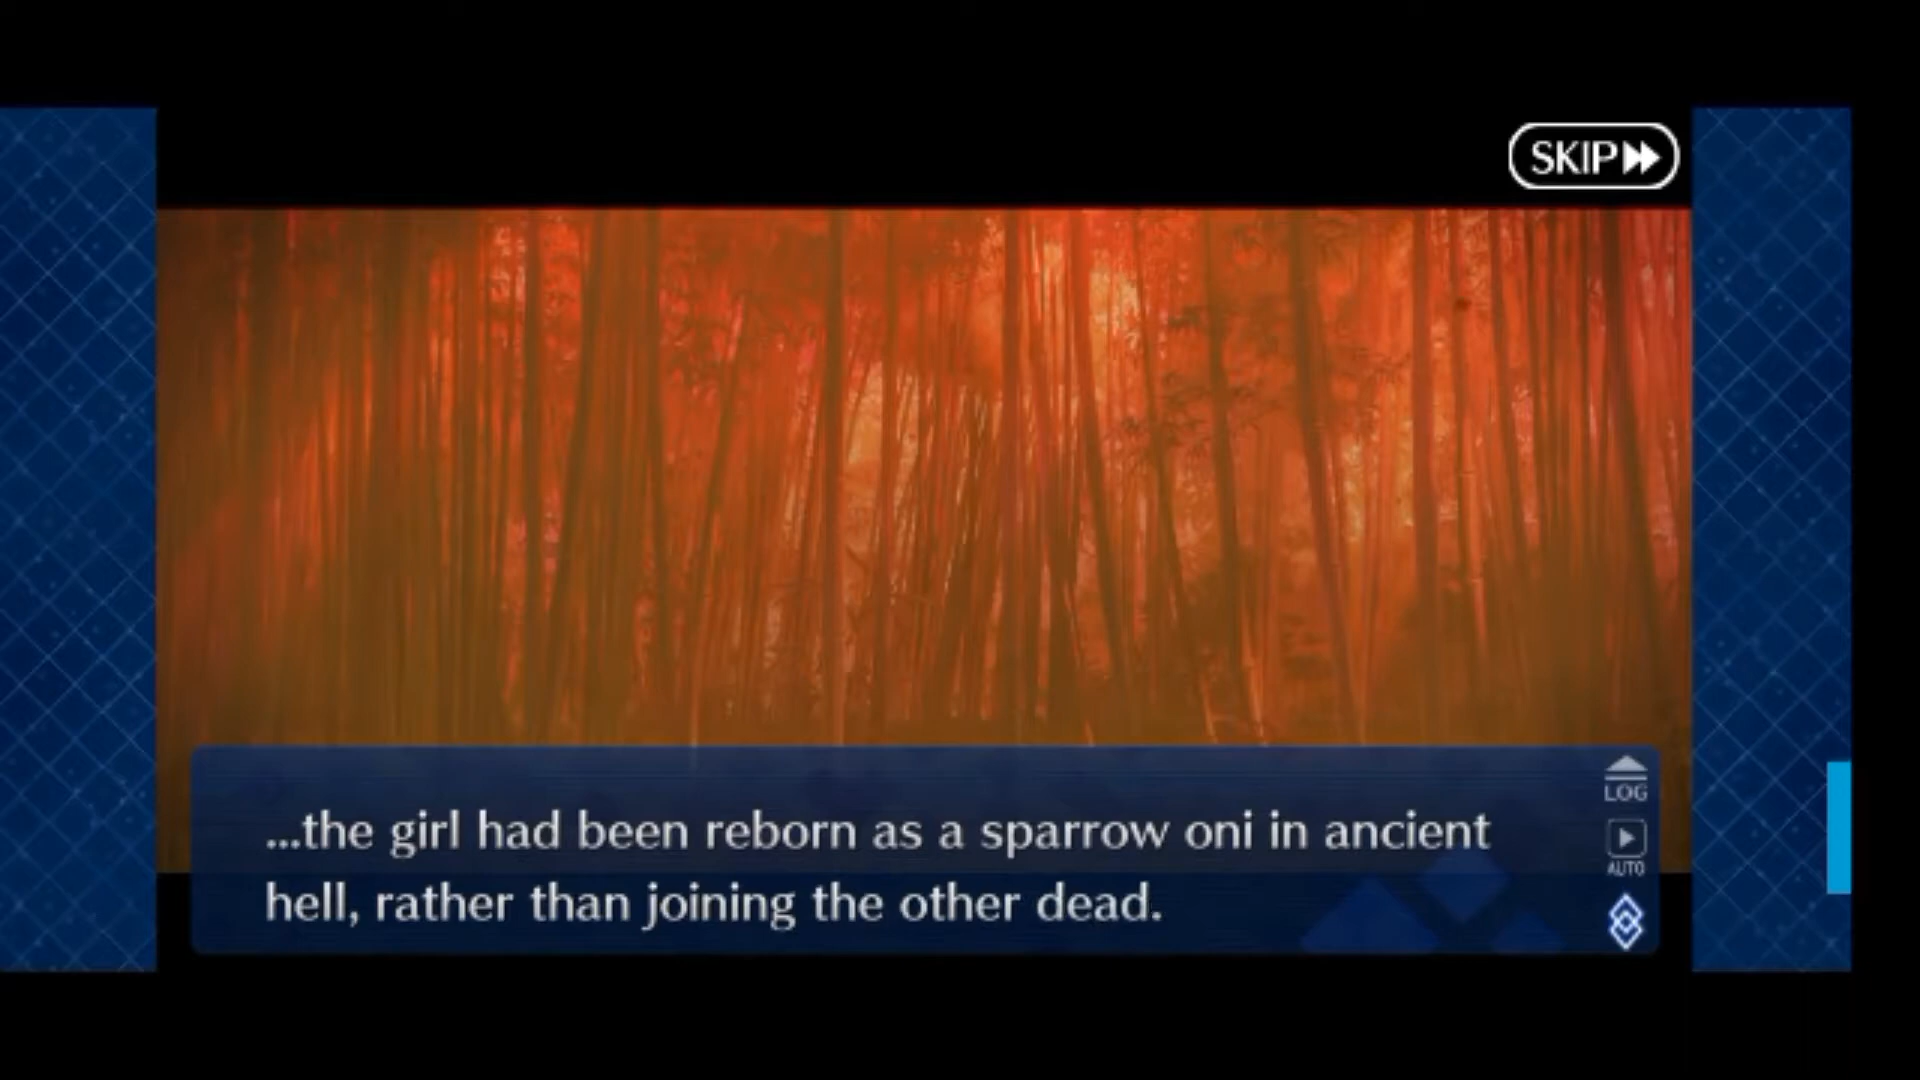 SKIP
...the girl had been reborn as a sparrow oni in ancient
hell, rather than joining the other dead.
LOG
AUTO